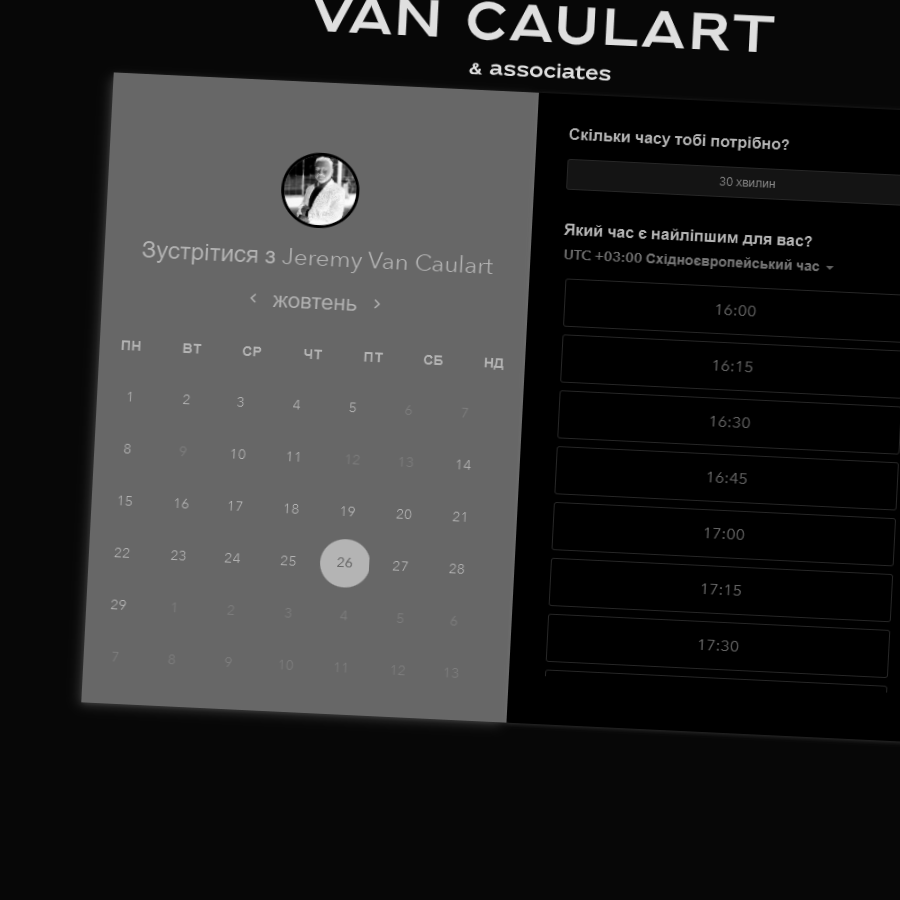 VAN CAULART
& associates
Зустрітися з Jeremy Van Caulart
жовтень
ПН ВТ СР ЧТ ПТ СБ НД
1 2 3 4 5 6 7
8 9 10 11 12 13 14
15 16 17 18 19 20 21
22 23 24 25 26 27 28
29 1 2 3 4 5 6
7 8 9 10 11 12 13
Скільки часу тобі потрібно?
30 хвилин
Який час є найліпшим для вас?
UTC +03:00 Східноєвропейський час
16:00
16:15
16:30
16:45
17:00
17:15
17:30